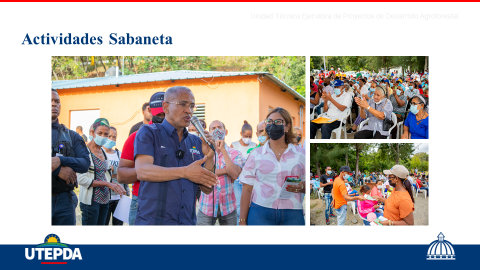 Unidad Técnica Ejecutora de Proyectos de Desarrollo Agroforestal
Actividades Sabaneta
UTEPDA